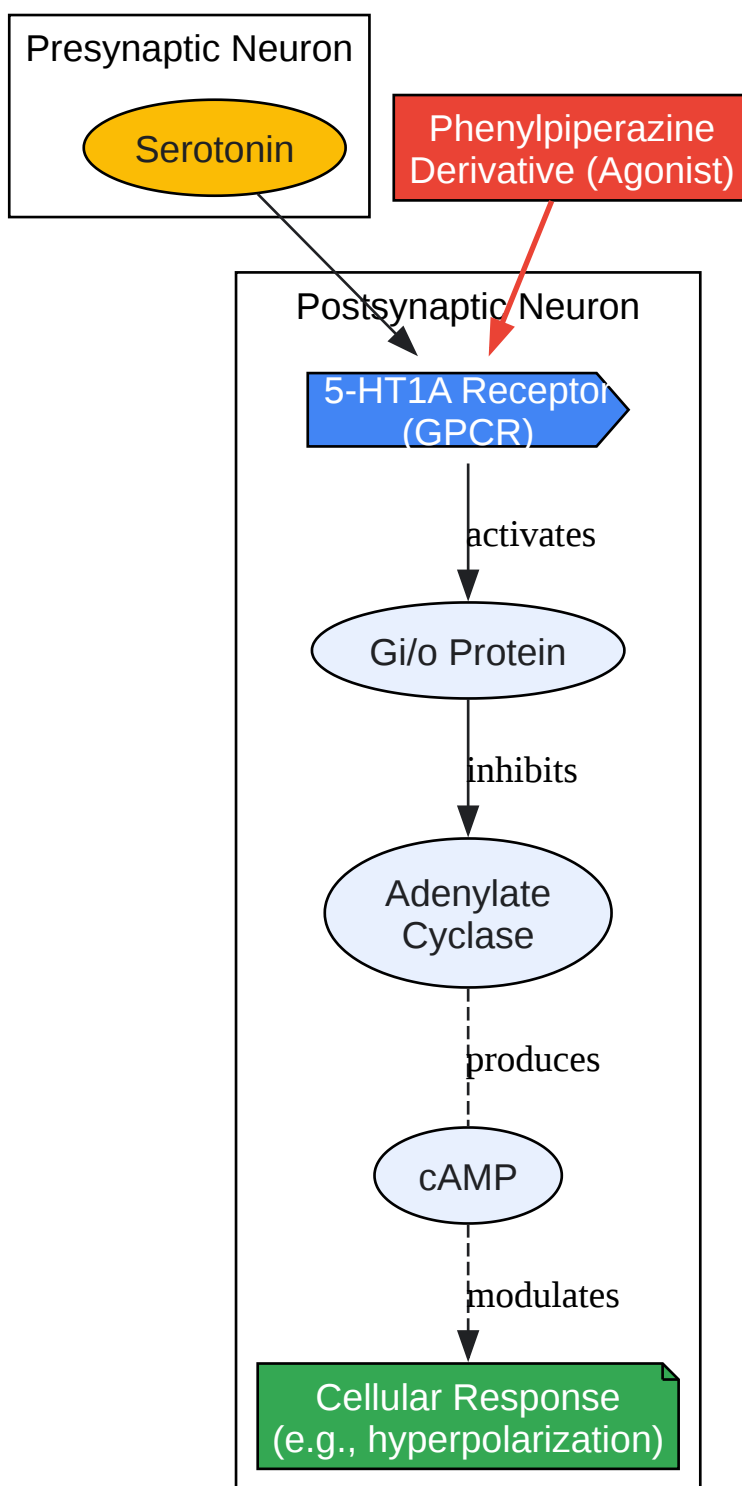 Presynaptic Neuron
Serotonin
Phenylpiperazine
Derivative (Agonist)
Postsynaptic Neuron
5-HT1A Receptor
(GPCR)
activates
Gi/o Protein
inhibits
Adenylate
Cyclase
produces
cAMP
modulates
Cellular Response
(e.g., hyperpolarization)